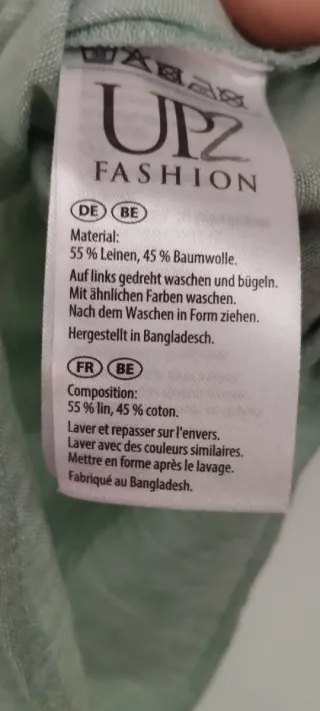 UP2
FASHION
DE BE
Material:
55 % Leinen, 45 % Baumwolle.
Auf links gedreht waschen und bügeln.
Mit ähnlichen Farben waschen.
Nach dem Waschen in Form ziehen.
Hergestellt in Bangladesch.
FR BE
Composition:
55 % lin, 45 % coton.
Laver et repasser sur l'envers.
Laver avec des couleurs similaires.
Mettre en forme après le lavage.
Fabriqué au Bangladesh.